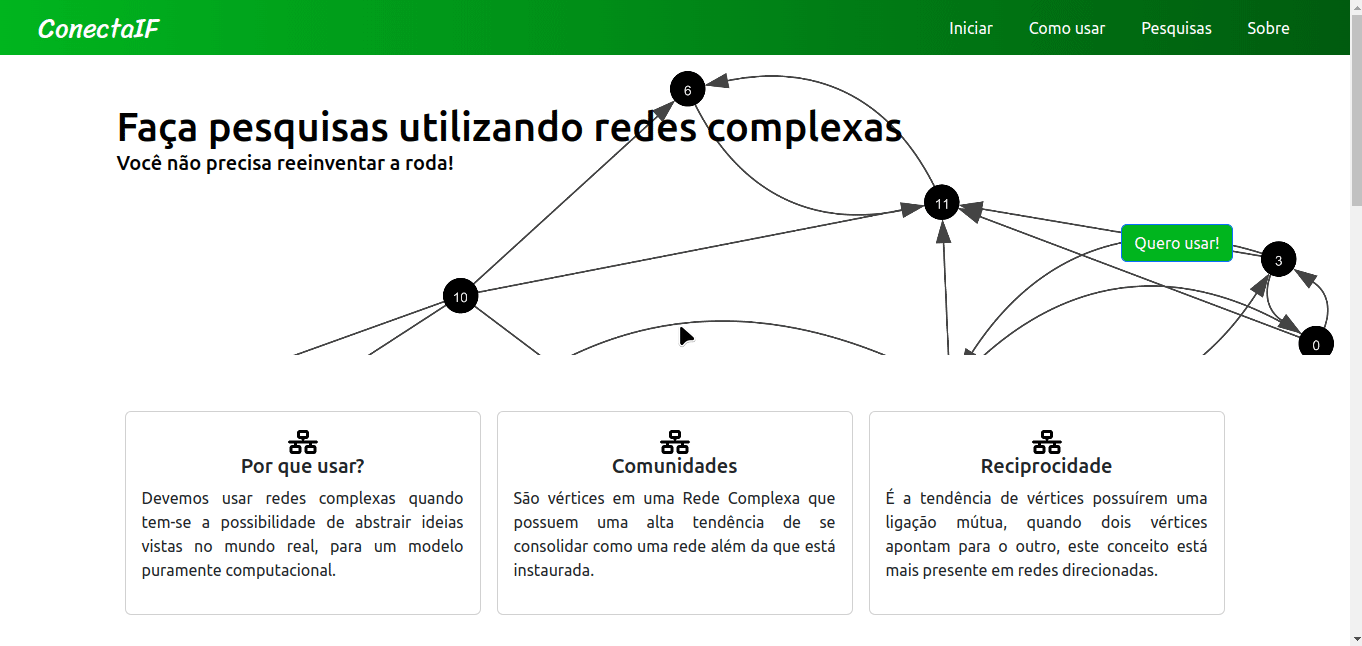 ConectaIF
Iniciar
Como usar
Pesquisas
Sobre
6
Faça pesquisas utilizando redes complexas
Você não precisa reeinventar a roda!
11
Quero usar!
3
10
0
Por que usar?
Devemos usar redes complexas quando
tem-se a possibilidade de abstrair ideias
vistas no mundo real, para um modelo
puramente computacional.
Comunidades
São vértices em uma Rede Complexa que
possuem uma alta tendência de se
consolidar como uma rede além da que está
instaurada.
Reciprocidade
É a tendência de vértices possuírem uma
ligação mútua, quando dois vértices
apontam para o outro, este conceito está
mais presente em redes direcionadas.